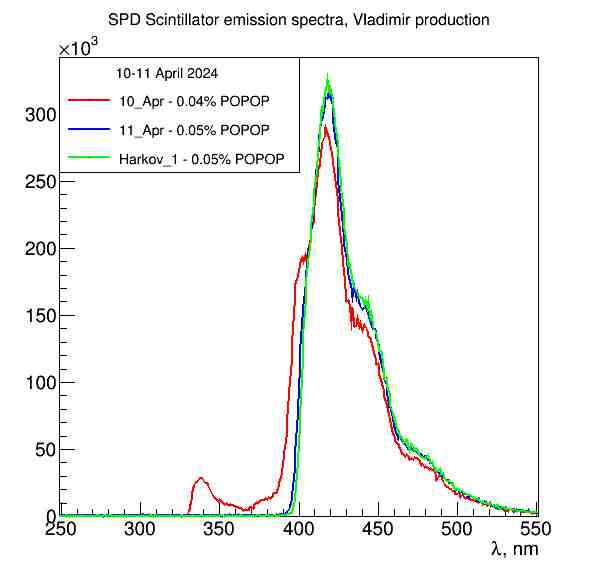 SPD Scintillator emission spectra, Vladimir production
×10³
10-11 April 2024
10_Apr - 0.04% POPOP
11_Apr - 0.05% POPOP
Harkov_1 - 0.05% POPOP
300
250
200
150
100
50
0
250 300 350 400 450 500 550
λ, nm